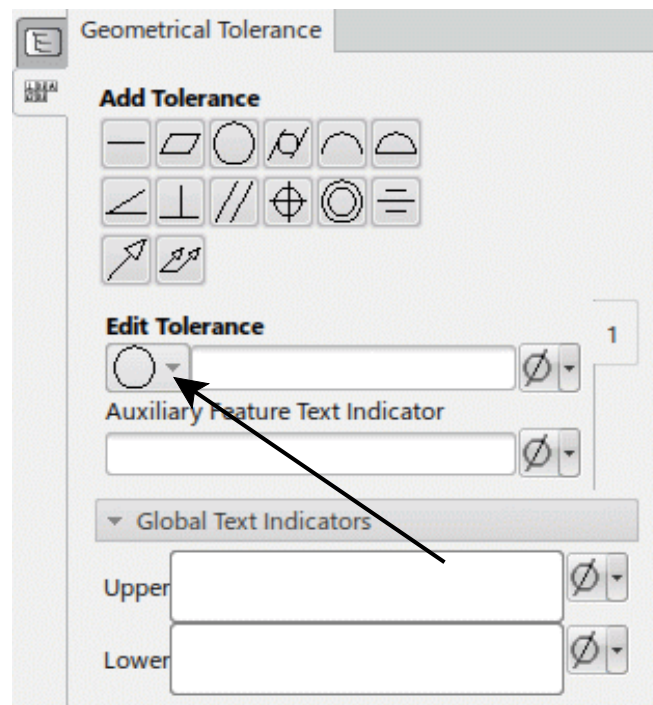 Geometrical Tolerance
Add Tolerance
Edit Tolerance
1
Auxiliary Feature Text Indicator
Global Text Indicators
Upper
Lower